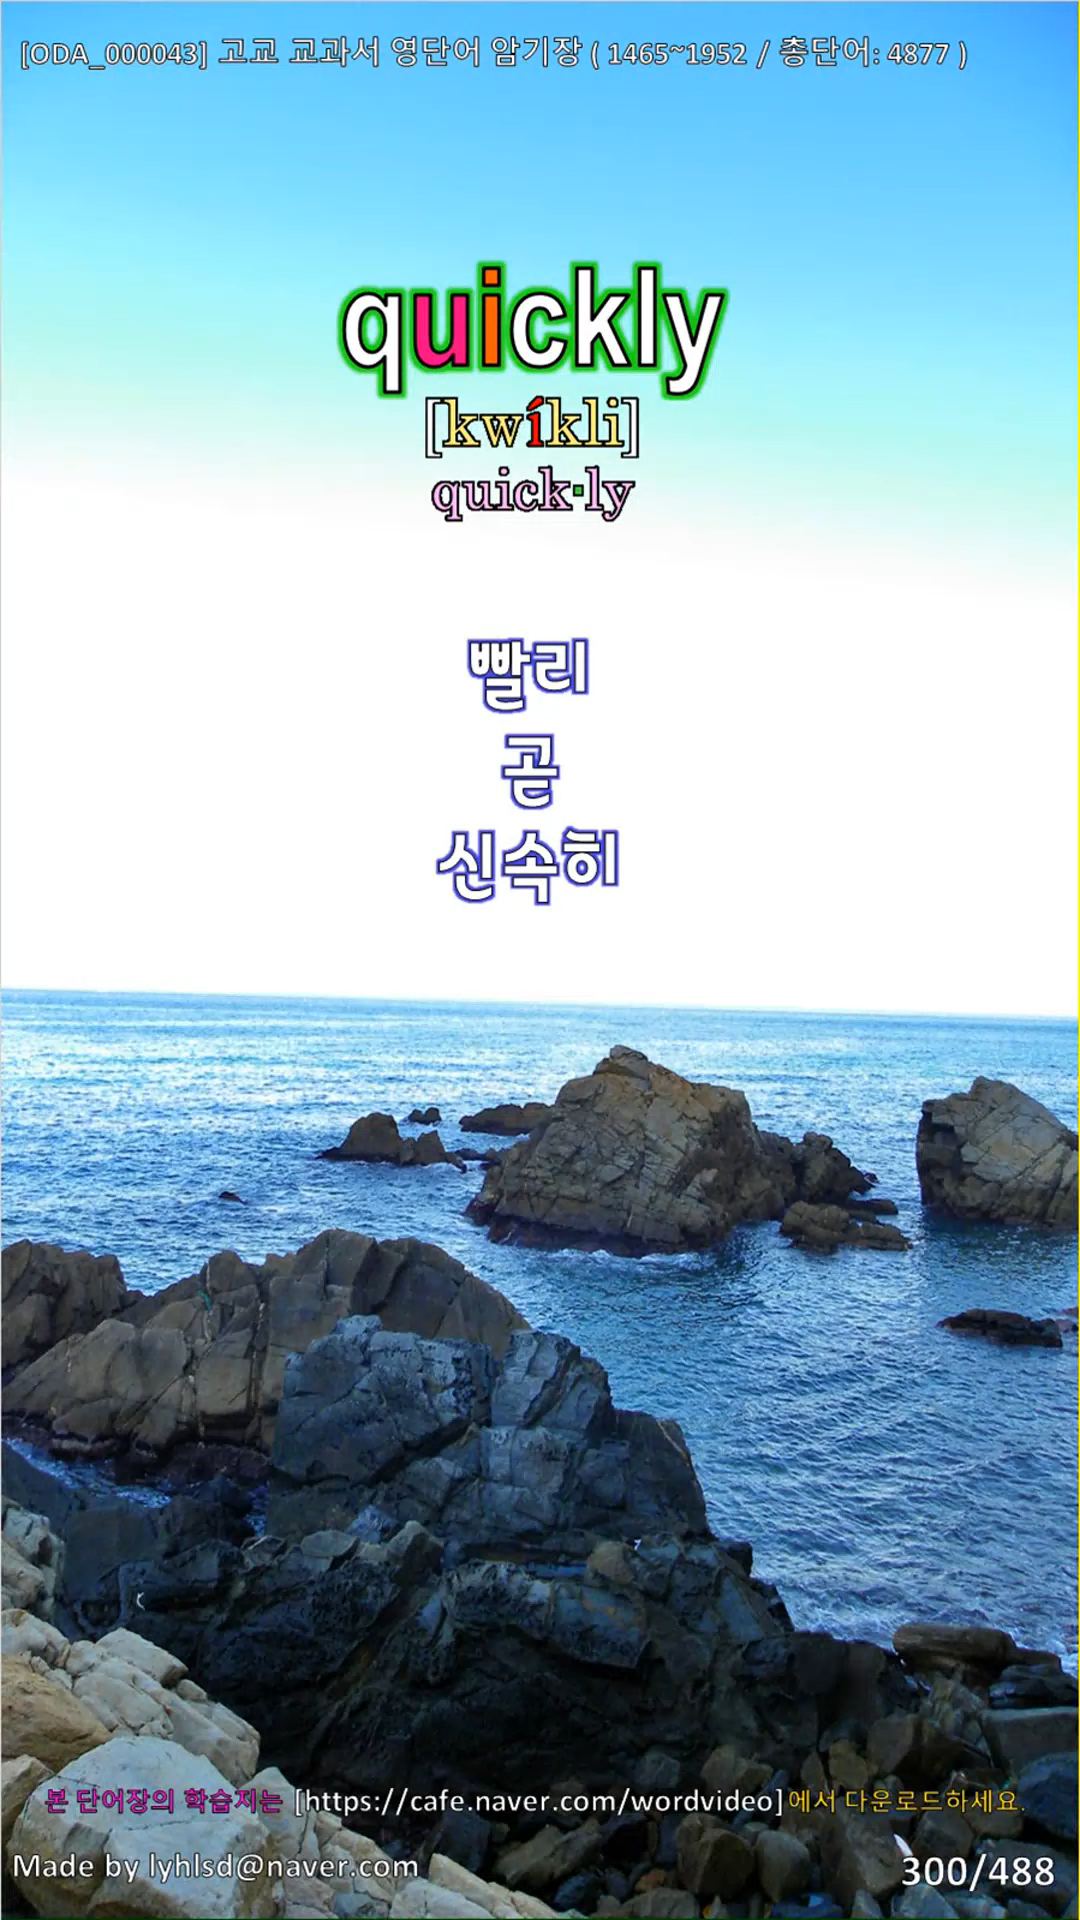 [ODA_000043] 고교 교과서 영단어 암기장 ( 1465~1952 / 총단어: 4877 )
quickly
[kwíkli]
quick·ly
빨리
곧
신속히
본 단어장의 학습지는 [https://cafe.naver.com/wordvideo]에서 다운로드하세요.
Made by lyhlsd@naver.com
300/488